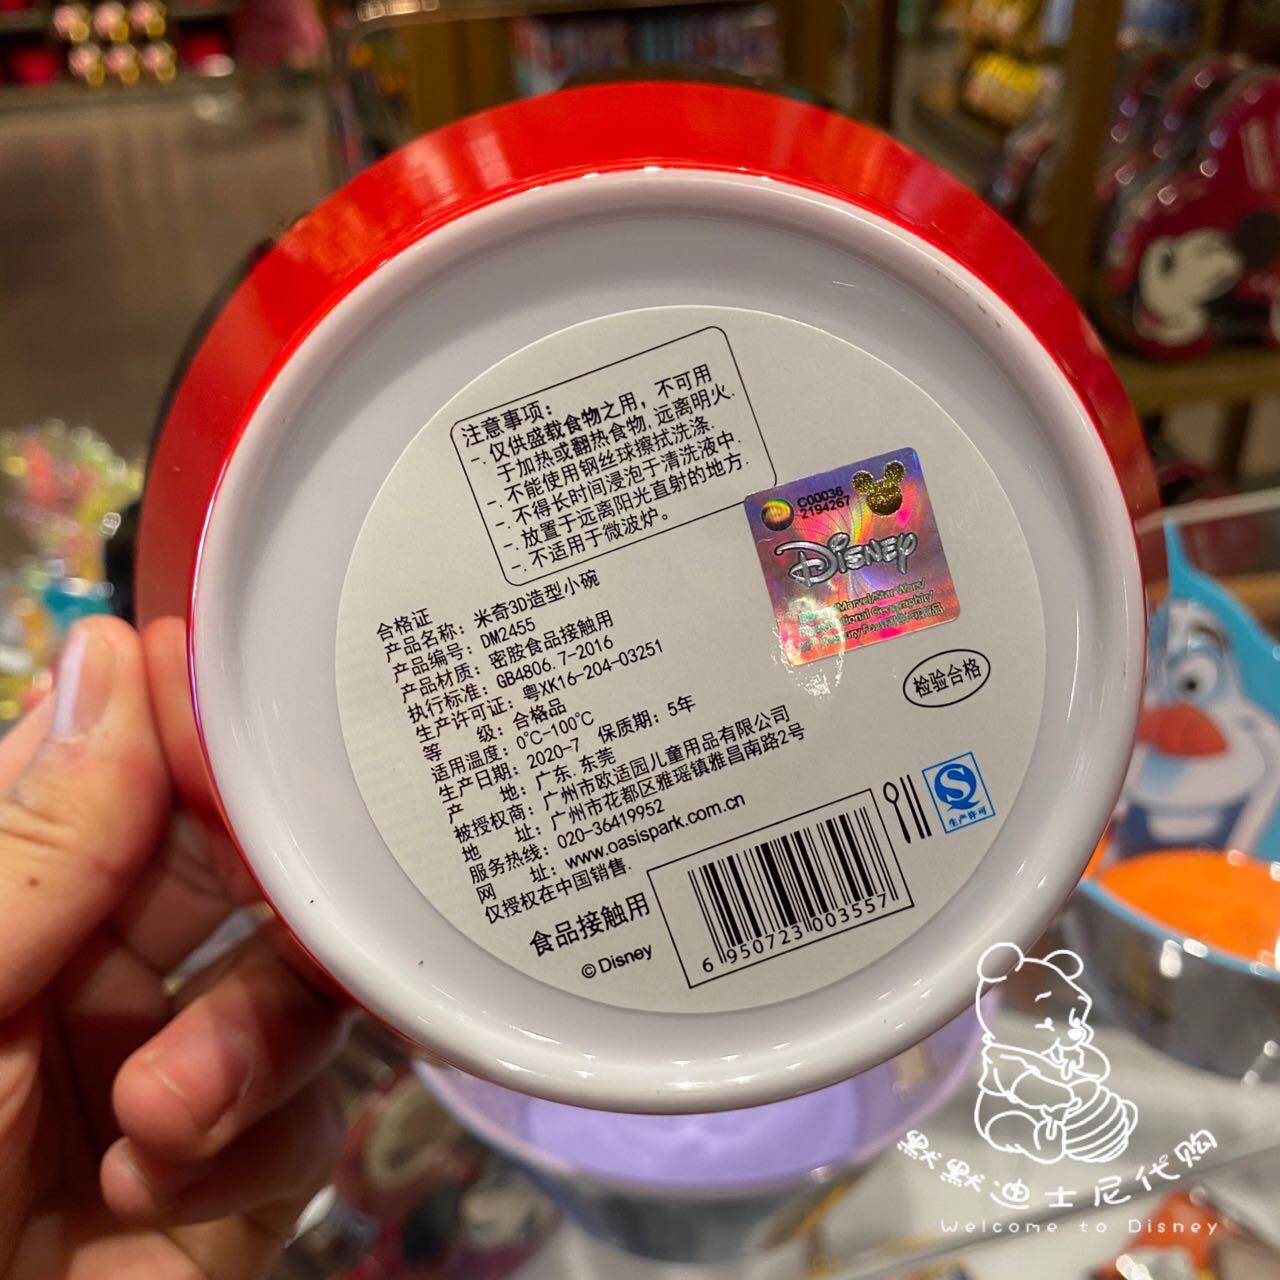 注意事项：
-. 仅供盛载食物之用，不可用
于加热或翻热食物, 远离明火.
-. 不能使用钢丝球擦拭洗涤.
-. 不得长时间浸泡于清洗液中.
-. 放置于远离阳光直射的地方.
-. 不适用于微波炉。
C00036
2194267
Disney
Marvel/Star Wars/
National Geographic/
检验合格
合格证
产品名称： 米奇3D造型小碗
产品编号： DM2455
产品材质： 密胺食品接触用
执行标准： GB4806.7-2016
生产许可证： 粤XK16-204-03251
等 级： 合格品
适用温度： 0℃-100℃
生产日期： 2020-7 保质期： 5年
产 地： 广东. 东莞
被授权商： 广州市欧适园儿童用品有限公司
地 址： 广州市花都区雅瑶镇雅昌南路2号
服务热线： 020-36419952
网 址： www.oasispark.com.cn
仅授权在中国销售.
食品接触用
© Disney
6 950723 003557
生产许可
默默迪士尼代购
Welcome to Disney